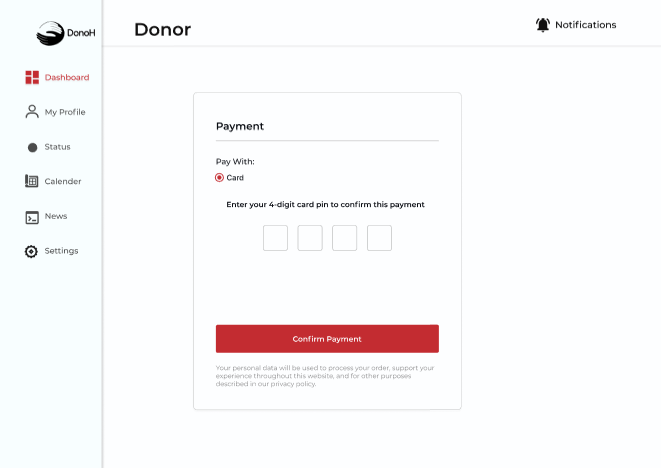 DonoH
Donor
Notifications
Dashboard
My Profile
Status
Calender
News
Settings
Payment
Pay With:
Card
Enter your 4-digit card pin to confirm this payment
Confirm Payment
Your personal data will be used to process your order, support your
experience throughout this website, and for other purposes
described in our privacy policy.